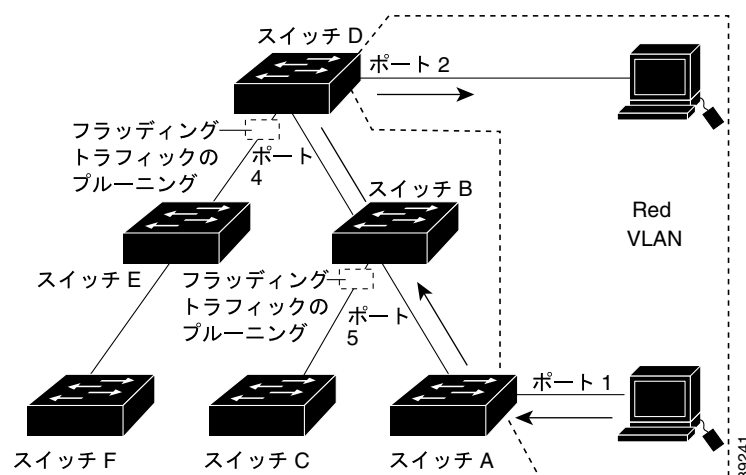 スイッチ D
ポート 2
フラッディング
トラフィックの
プルーニング
ポート
4
スイッチ B
Red
VLAN
スイッチ E
フラッディング
トラフィックの
プルーニング
ポート
5
ポート 1
スイッチ F
スイッチ C
スイッチ A